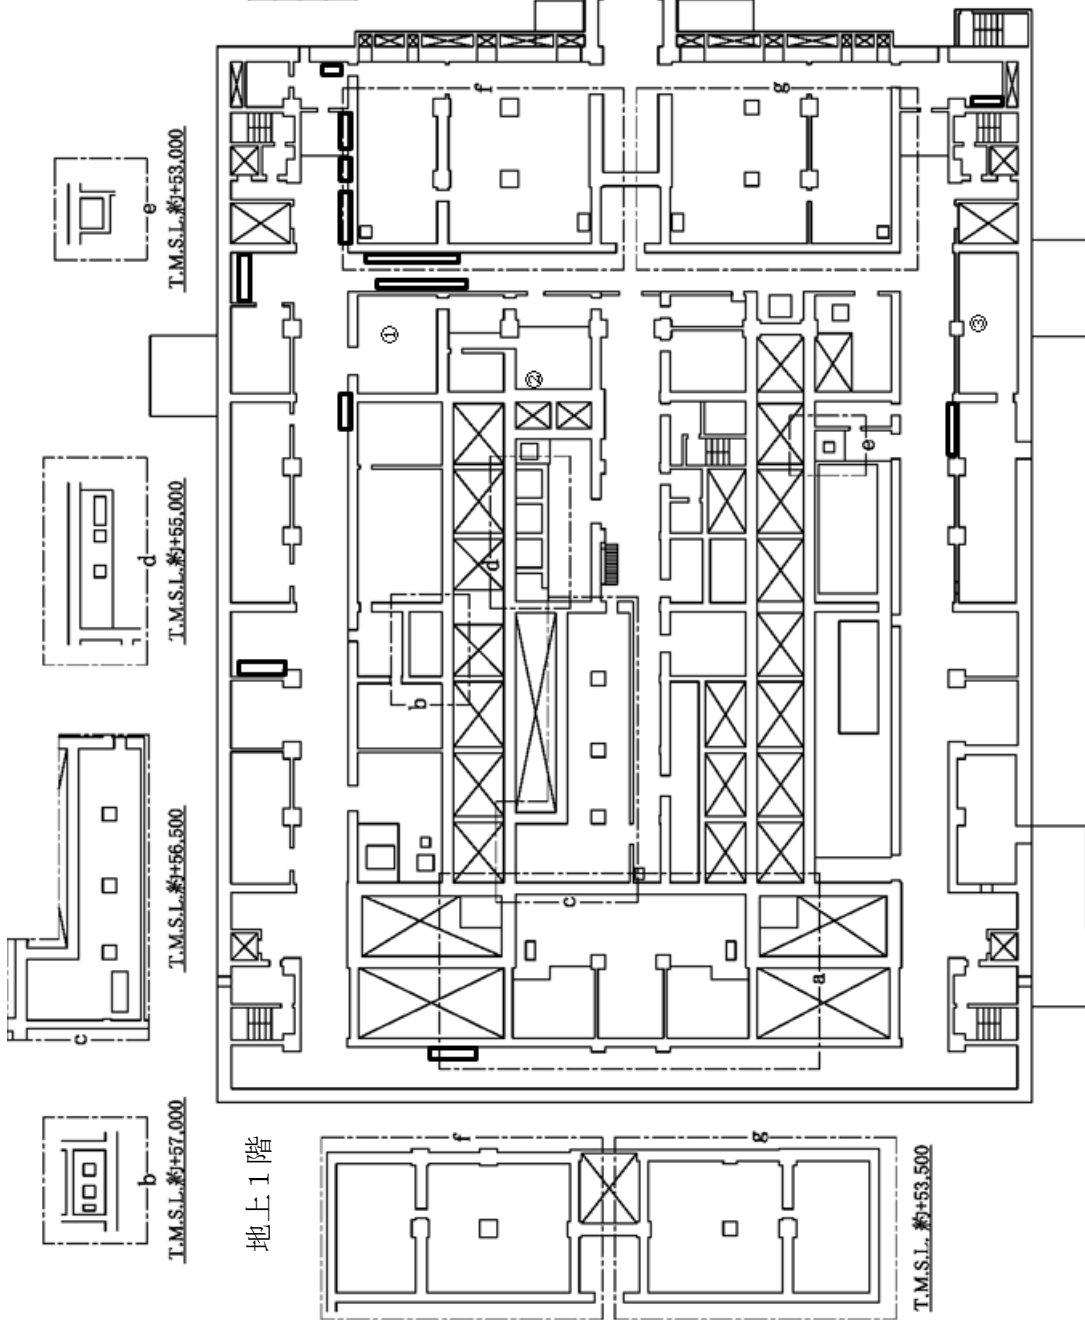 e
T.M.S.L.約+53,000
d
T.M.S.L.約+55,000
c
T.M.S.L.約+56,500
b
T.M.S.L.約+57,000
地上1階
f
g
①
②
③
e
d
b
c
a
f
g
T.M.S.L. 約+53,500